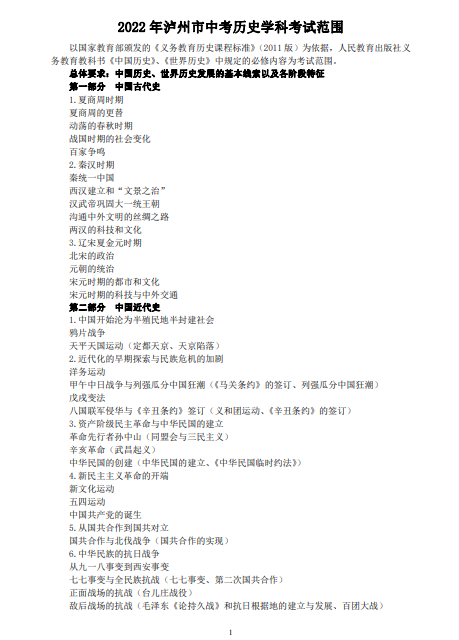 2022年泸州市中考历史学科考试范围
以国家教育部颁发的《义务教育历史课程标准》（2011版）为依据，人民教育出版社义
务教育教科书《中国历史》、《世界历史》中规定的必修内容为考试范围。
总体要求：中国历史、世界历史发展的基本线索以及各阶段特征
第一部分 中国古代史
1.夏商周时期
夏商周的更替
动荡的春秋时期
战国时期的社会变化
百家争鸣
2.秦汉时期
秦统一中国
西汉建立和“文景之治”
汉武帝巩固大一统王朝
沟通中外文明的丝绸之路
两汉的科技和文化
3.辽宋夏金元时期
北宋的政治
元朝的统治
宋元时期的都市和文化
宋元时期的科技与中外交通
第二部分 中国近代史
1.中国开始沦为半殖民地半封建社会
鸦片战争
太平天国运动（定都天京、天京陷落）
2.近代化的早期探索与民族危机的加剧
洋务运动
甲午中日战争与列强瓜分中国狂潮（《马关条约》的签订、列强瓜分中国狂潮）
戊戌变法
八国联军侵华与《辛丑条约》签订（义和团运动、《辛丑条约》的签订）
3.资产阶级民主革命与中华民国的建立
革命先行者孙中山（同盟会与三民主义）
辛亥革命（武昌起义）
中华民国的创建（中华民国的建立、《中华民国临时约法》）
4.新民主主义革命的开端
新文化运动
五四运动
中国共产党的诞生
5.从国共合作到国共对立
国共合作与北伐战争（国共合作的实现）
6.中华民族的抗日战争
从九一八事变到西安事变
七七事变与全民族抗战（七七事变、第二次国共合作）
正面战场的抗战（台儿庄战役）
敌后战场的抗战（毛泽东《论持久战》和抗日根据地的建立与发展、百团大战）
1